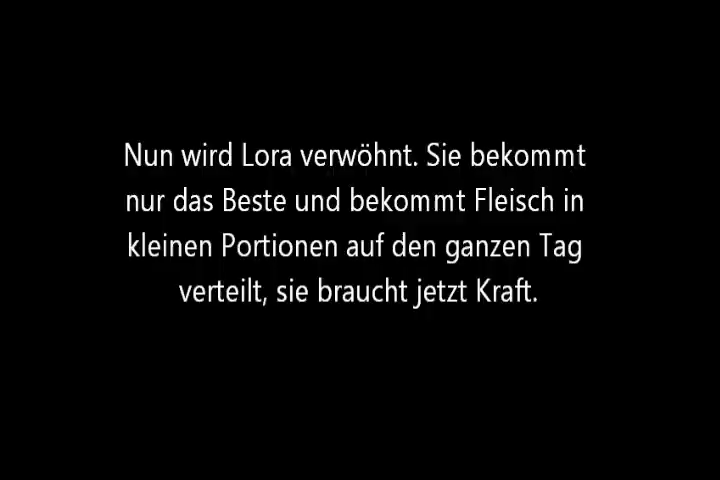 Nun wird Lora verwöhnt. Sie bekommt
nur das Beste und bekommt Fleisch in
kleinen Portionen auf den ganzen Tag
verteilt, sie braucht jetzt Kraft.